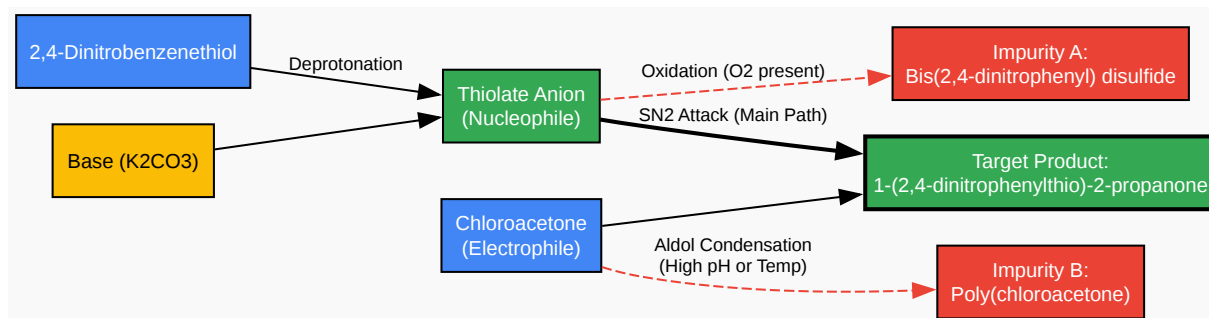 2,4-Dinitrobenzenethiol
Base (K2CO3)
Deprotonation
Thiolate Anion
(Nucleophile)
Chloroacetone
(Electrophile)
Oxidation (O2 present)
SN2 Attack (Main Path)
Aldol Condensation
(High pH or Temp)
Impurity A:
Bis(2,4-dinitrophenyl) disulfide
Target Product:
1-(2,4-dinitrophenylthio)-2-propanone
Impurity B:
Poly(chloroacetone)